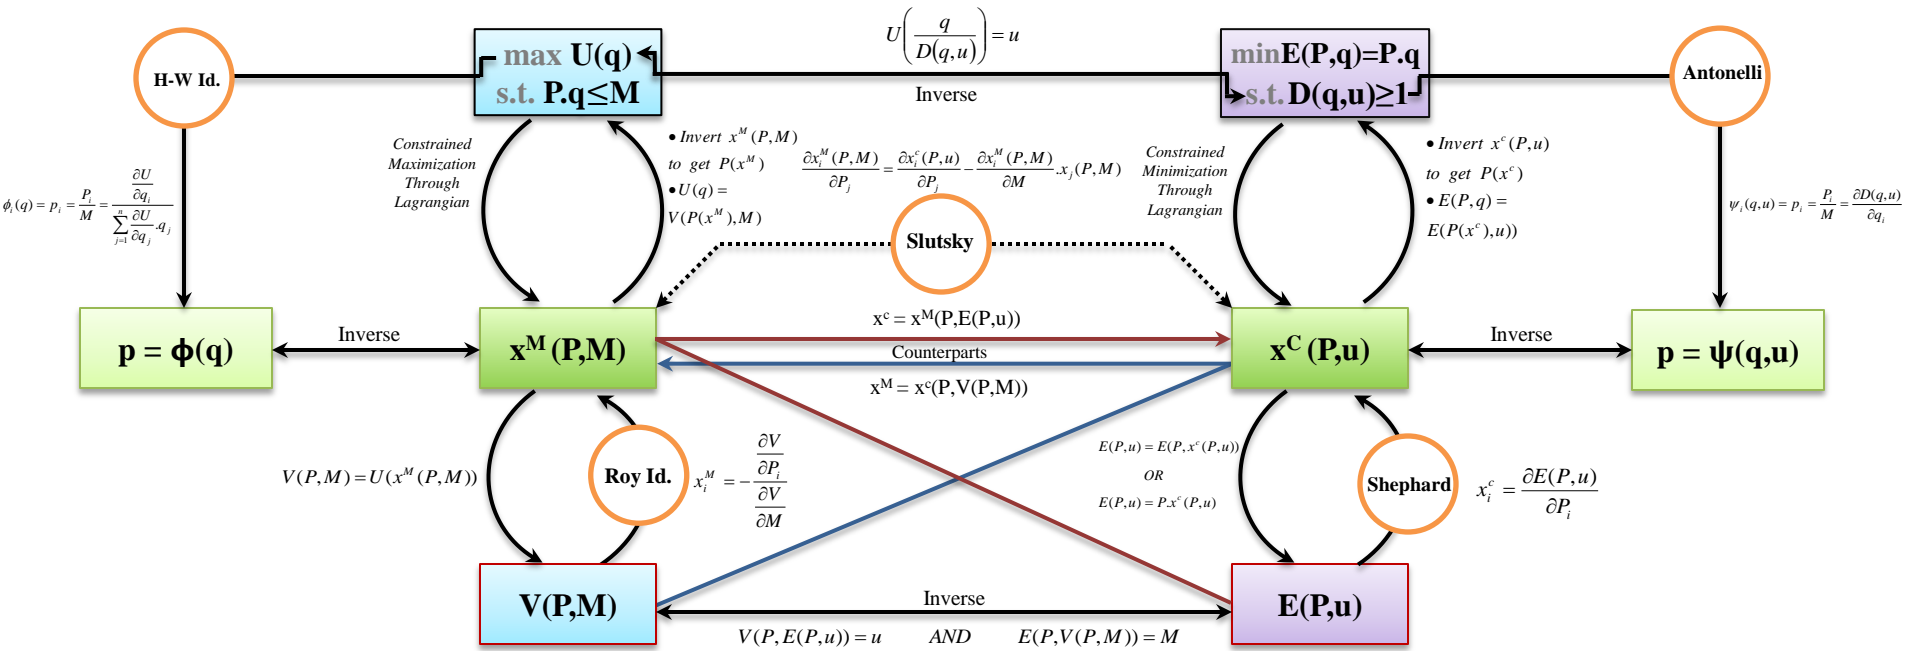 H-W Id.
max U(q)
s.t. P.q≤M
U(q/D(q,u)) = u
Inverse
minE(P,q)=P.q
s.t. D(q,u)≥1
Antonelli
Constrained
Maximization
Through
Lagrangian
• Invert x^M (P,M)
to get P(x^M)
• U(q) =
V(P(x^M),M)
∂x_i^M(P,M)/∂P_j = ∂x_i^c(P,u)/∂P_j − ∂x_i^M(P,M)/∂M .x_j(P,M)
Constrained
Minimization
Through
Lagrangian
• Invert x^c(P,u)
to get P(x^c)
• E(P,q) =
E(P(x^c),u))
ϕ_i(q) = p_i = P_i/M = (∂U/∂q_i)/(∑_{j=1}^{n} ∂U/∂q_j .q_j)
Slutsky
ψ_i(q,u) = p_i = P_i/M = ∂D(q,u)/∂q_i
p = ϕ(q)
Inverse
x^M (P,M)
x^c = x^M(P,E(P,u))
Counterparts
x^M = x^c(P,V(P,M))
x^C (P,u)
Inverse
p = ψ(q,u)
V(P,M) = U(x^M (P,M))
Roy Id.
x_i^M = −(∂V/∂P_i)/(∂V/∂M)
E(P,u) = E(P,x^c(P,u))
OR
E(P,u) = P.x^c(P,u)
Shephard
x_i^c = ∂E(P,u)/∂P_i
V(P,M)
Inverse
E(P,u)
V(P,E(P,u)) = u AND E(P,V(P,M)) = M